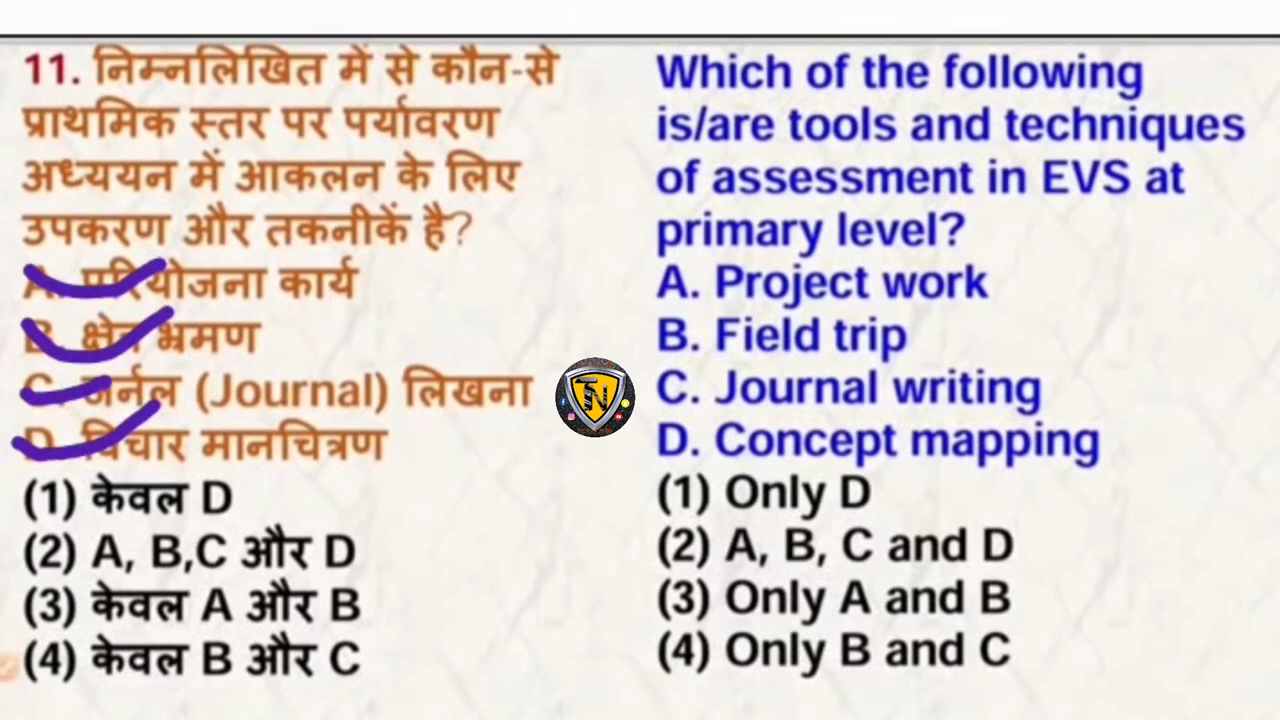 11. निम्नलिखित में से कौन-से
प्राथमिक स्तर पर पर्यावरण
अध्ययन में आकलन के लिए
उपकरण और तकनीकें है?
A. परियोजना कार्य
B. क्षेत्र भ्रमण
C. जर्नल (Journal) लिखना
D. विचार मानचित्रण
(1) केवल D
(2) A, B,C और D
(3) केवल A और B
(4) केवल B और C
Which of the following
is/are tools and techniques
of assessment in EVS at
primary level?
A. Project work
B. Field trip
C. Journal writing
D. Concept mapping
(1) Only D
(2) A, B, C and D
(3) Only A and B
(4) Only B and C
TN